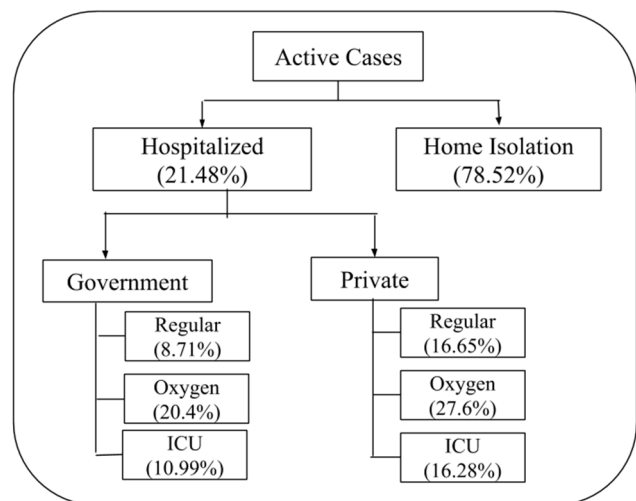 Active Cases
Hospitalized
(21.48%)
Home Isolation
(78.52%)
Government
Regular
(8.71%)
Oxygen
(20.4%)
ICU
(10.99%)
Private
Regular
(16.65%)
Oxygen
(27.6%)
ICU
(16.28%)